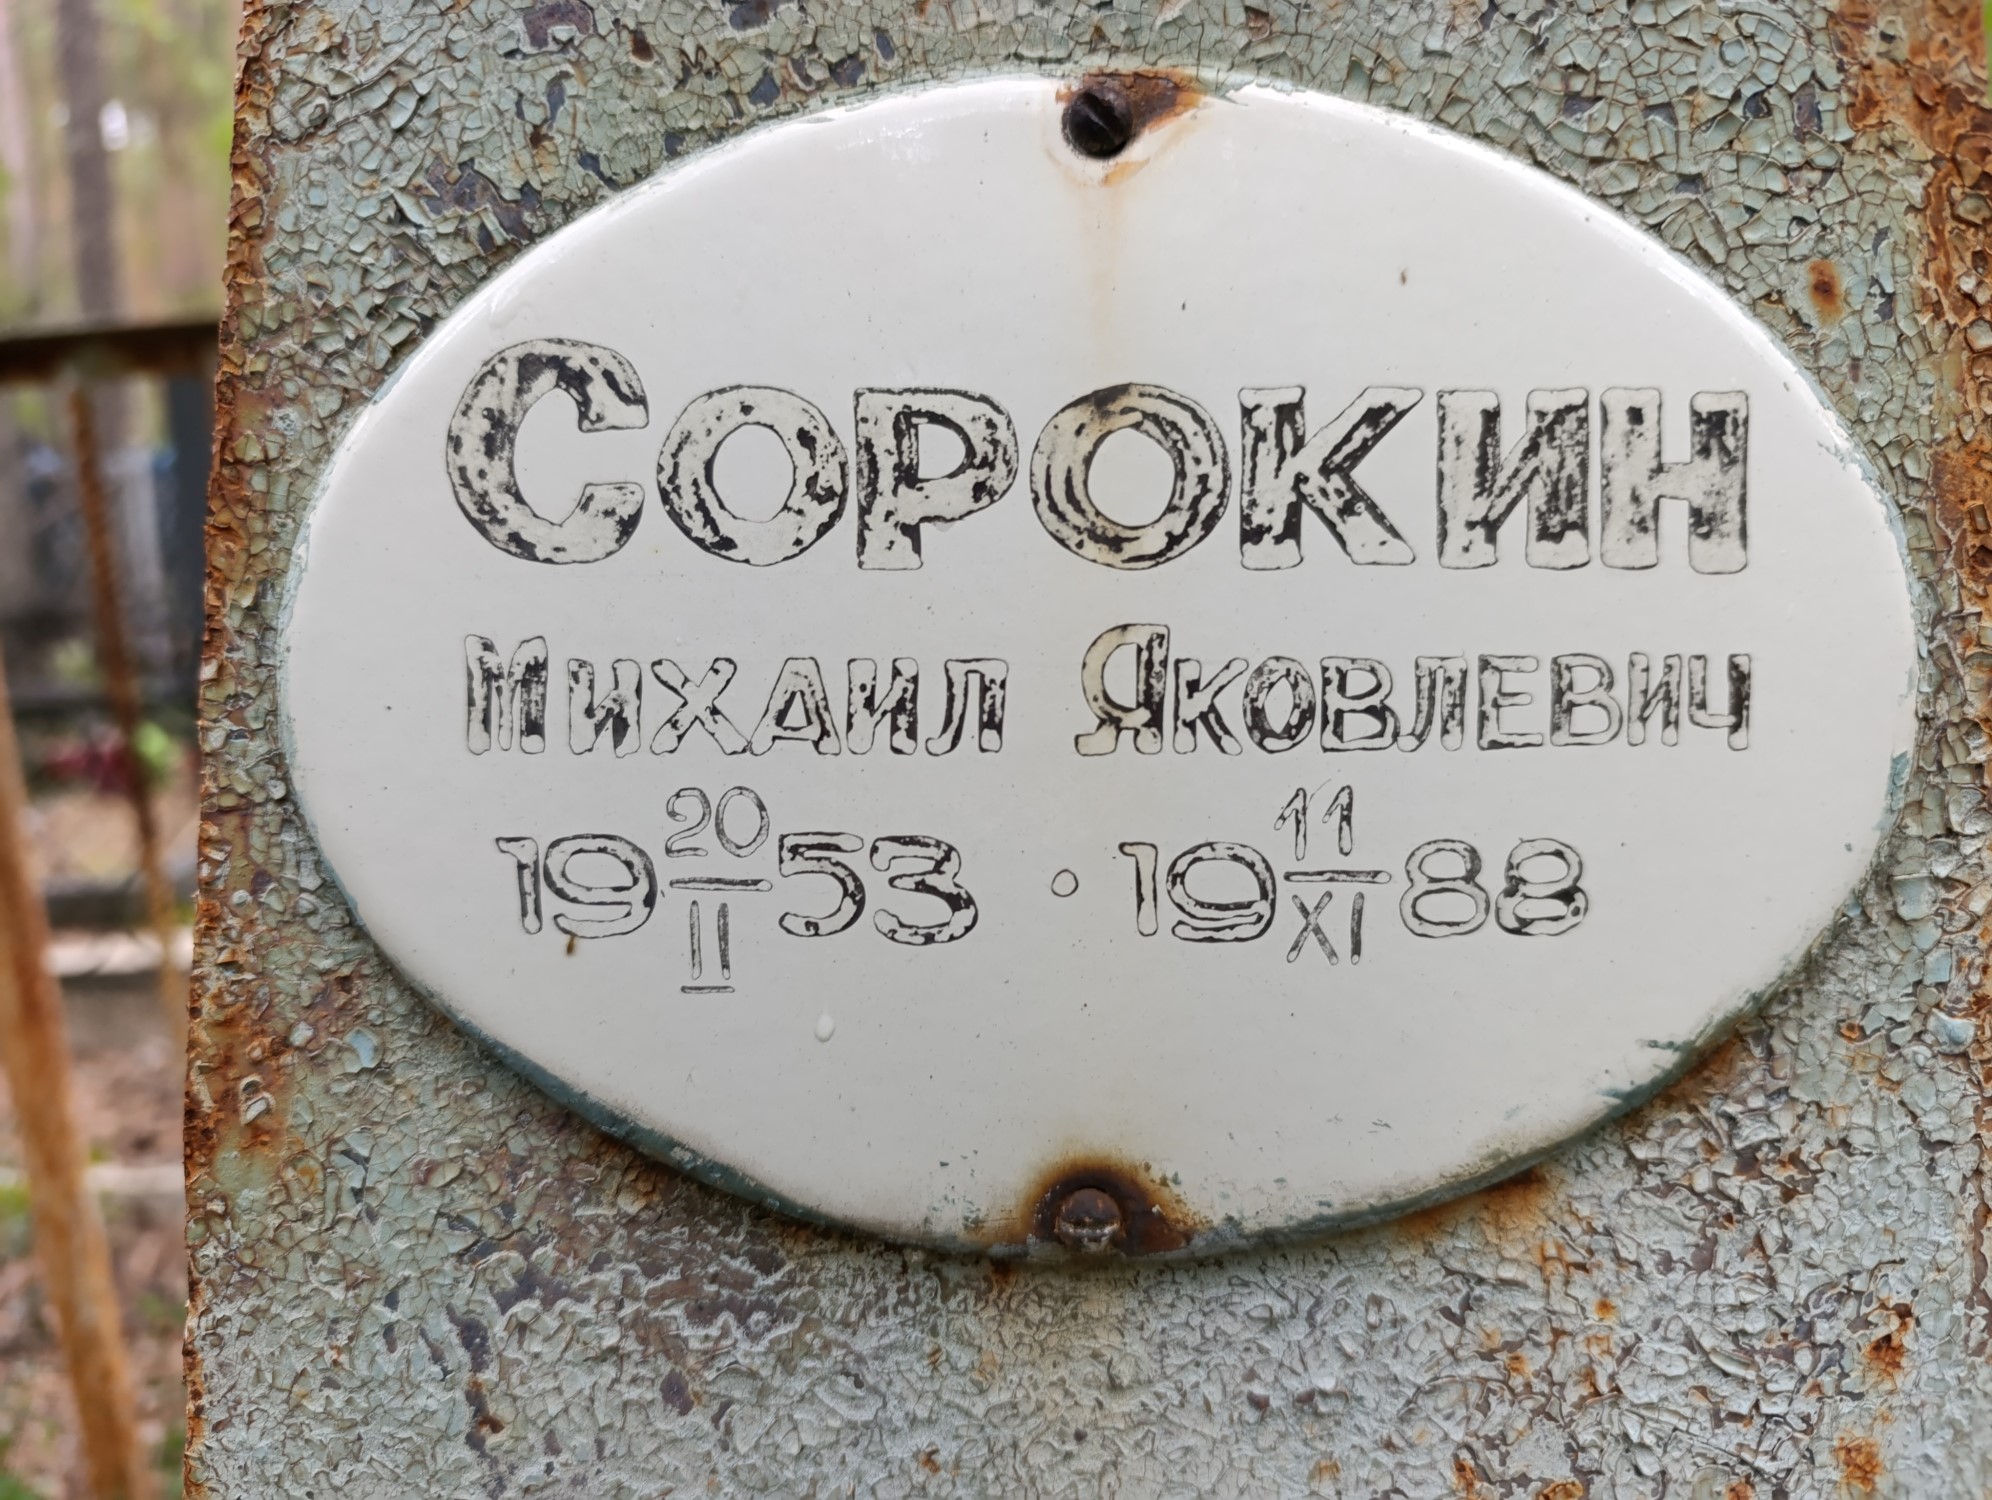 Сорокин
Михаил Яковлевич
19 20/II 53 • 19 11/XI 88